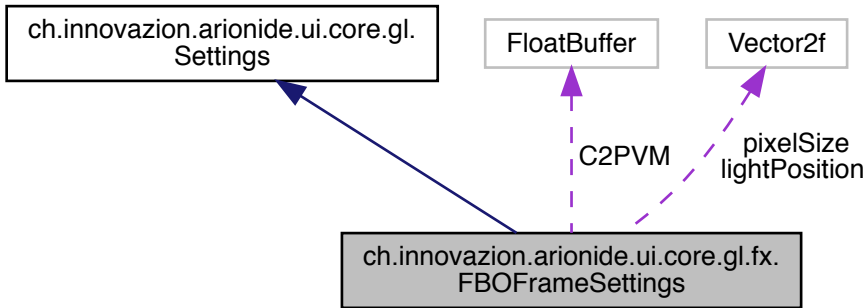 ch.innovazion.arionide.ui.core.gl.
Settings
FloatBuffer
Vector2f
C2PVM
pixelSize
lightPosition
ch.innovazion.arionide.ui.core.gl.fx.
FBOFrameSettings